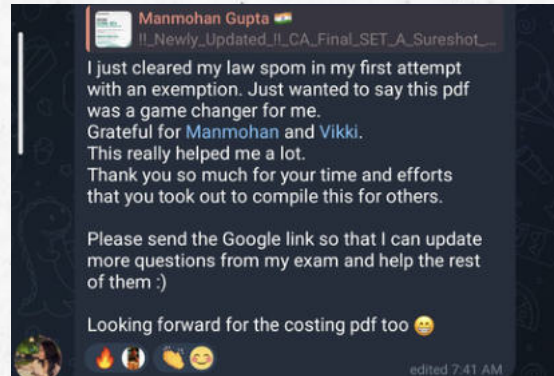 Manmohan Gupta 🇮🇳
!!_Newly_Updated_!!_CA_Final_SET_A_Sureshot_...
I just cleared my law spom in my first attempt
with an exemption. Just wanted to say this pdf
was a game changer for me.
Grateful for Manmohan and Vikki.
This really helped me a lot.
Thank you so much for your time and efforts
that you took out to compile this for others.
Please send the Google link so that I can update
more questions from my exam and help the rest
of them :)
Looking forward for the costing pdf too 😁
edited 7:41 AM